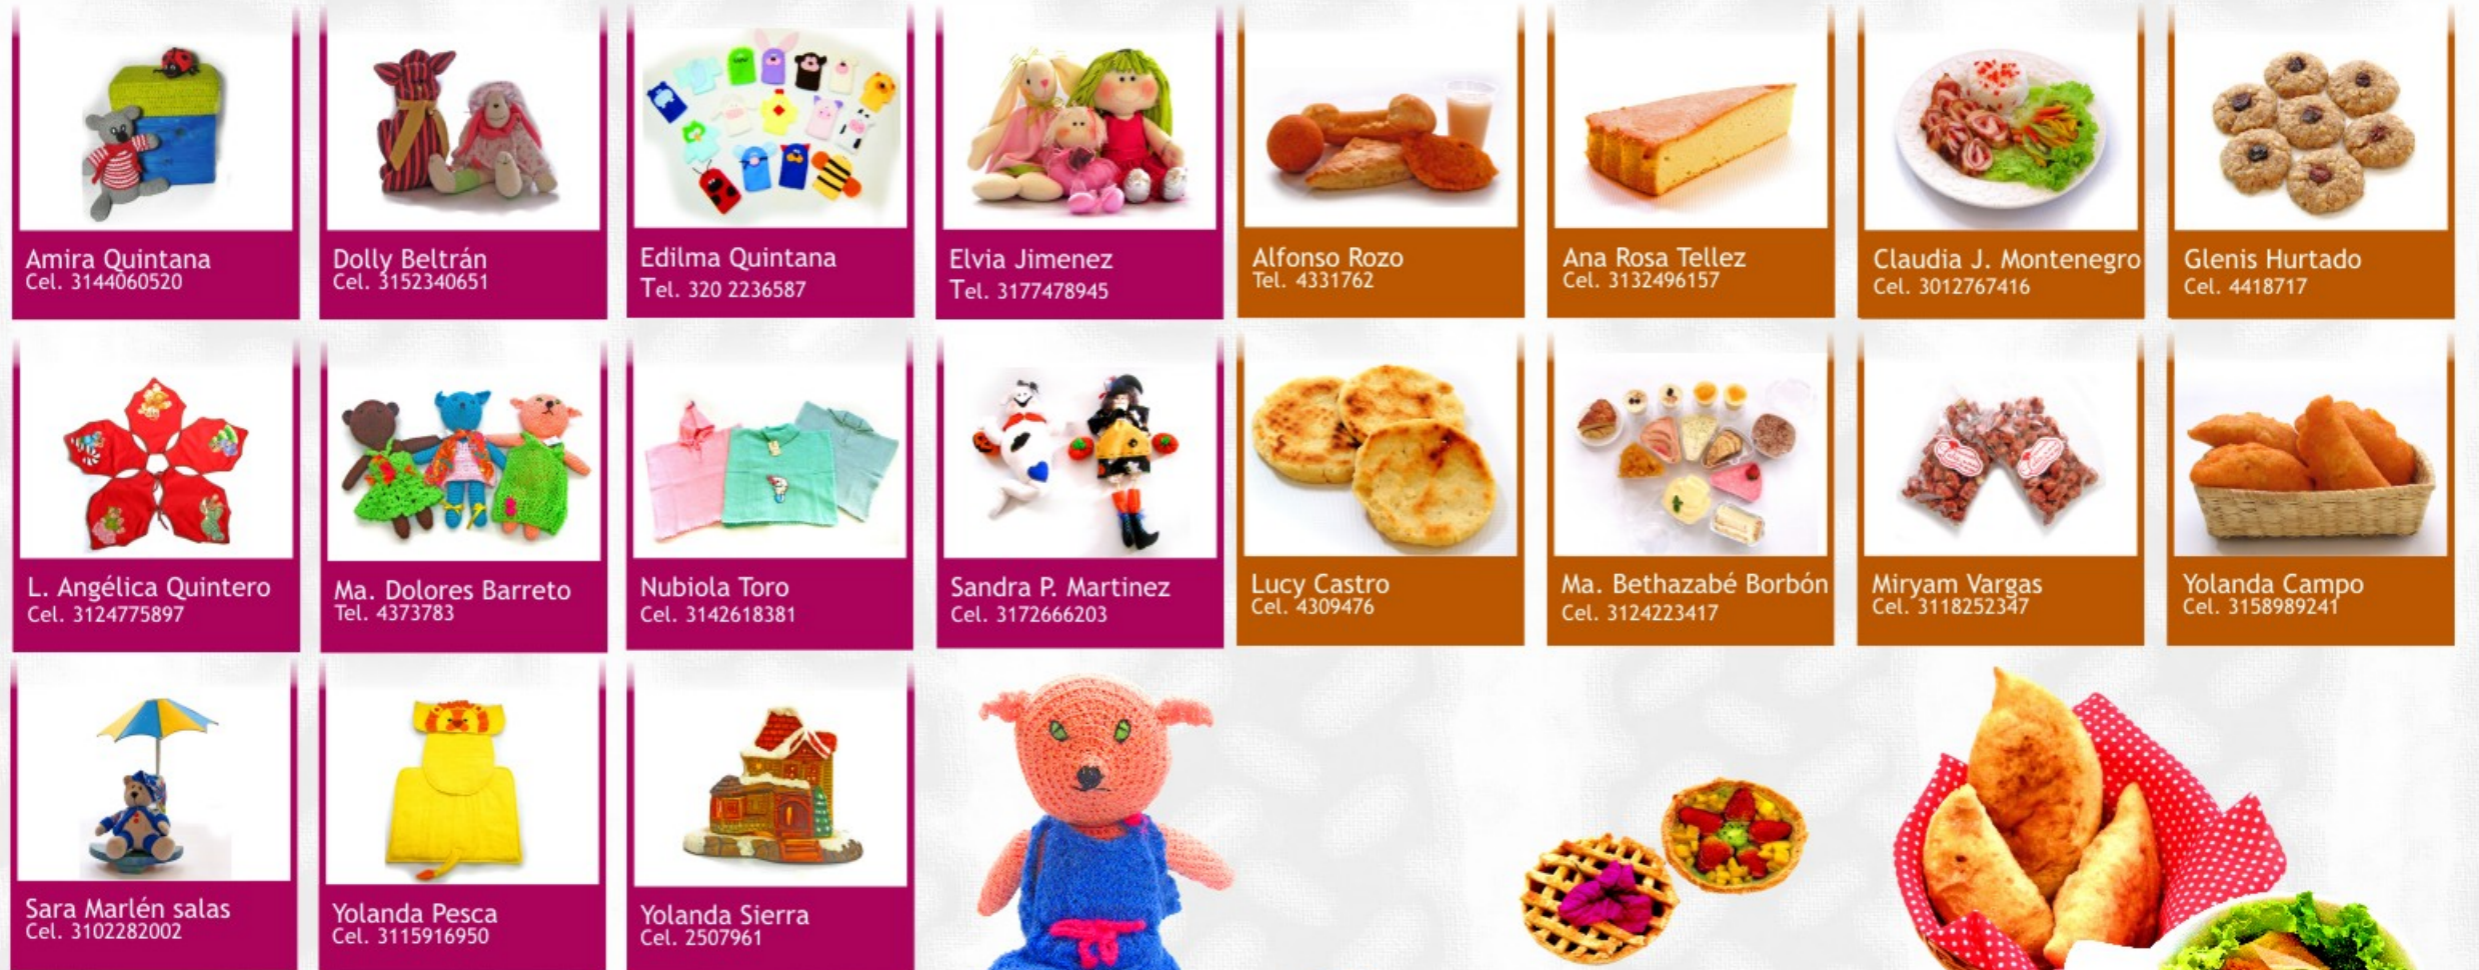 Amira Quintana
Cel. 3144060520
Dolly Beltrán
Cel. 3152340651
Edilma Quintana
Tel. 320 2236587
Elvia Jimenez
Tel. 3177478945
Alfonso Rozo
Tel. 4331762
Ana Rosa Tellez
Cel. 3132496157
Claudia J. Montenegro
Cel. 3012767416
Glenis Hurtado
Cel. 4418717
L. Angélica Quintero
Cel. 3124775897
Ma. Dolores Barreto
Tel. 4373783
Nubiola Toro
Cel. 3142618381
Sandra P. Martinez
Cel. 3172666203
Lucy Castro
Cel. 4309476
Ma. Bethazabé Borbón
Cel. 3124223417
Miryam Vargas
Cel. 3118252347
Yolanda Campo
Cel. 3158989241
Sara Marlén salas
Cel. 3102282002
Yolanda Pesca
Cel. 3115916950
Yolanda Sierra
Cel. 2507961